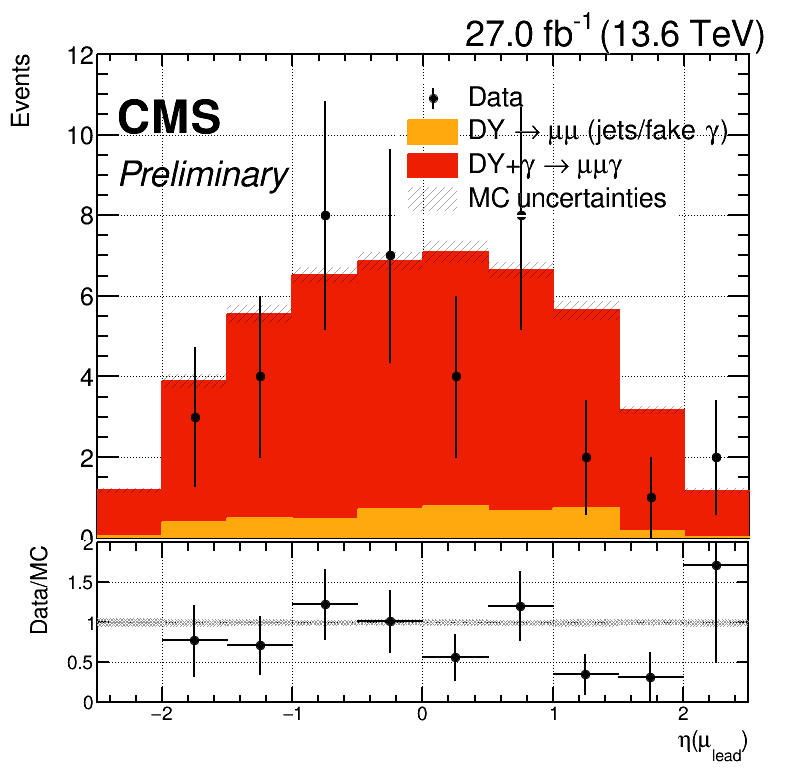 27.0 fb⁻¹ (13.6 TeV)
Events
12
10
8
6
4
2
0
CMS
Preliminary
Data
DY → μμ (jets/fake γ)
DY+γ → μμγ
MC uncertainties
Data/MC
2
1.5
1
0.5
0
−2 −1 0 1 2
η(μ_lead)